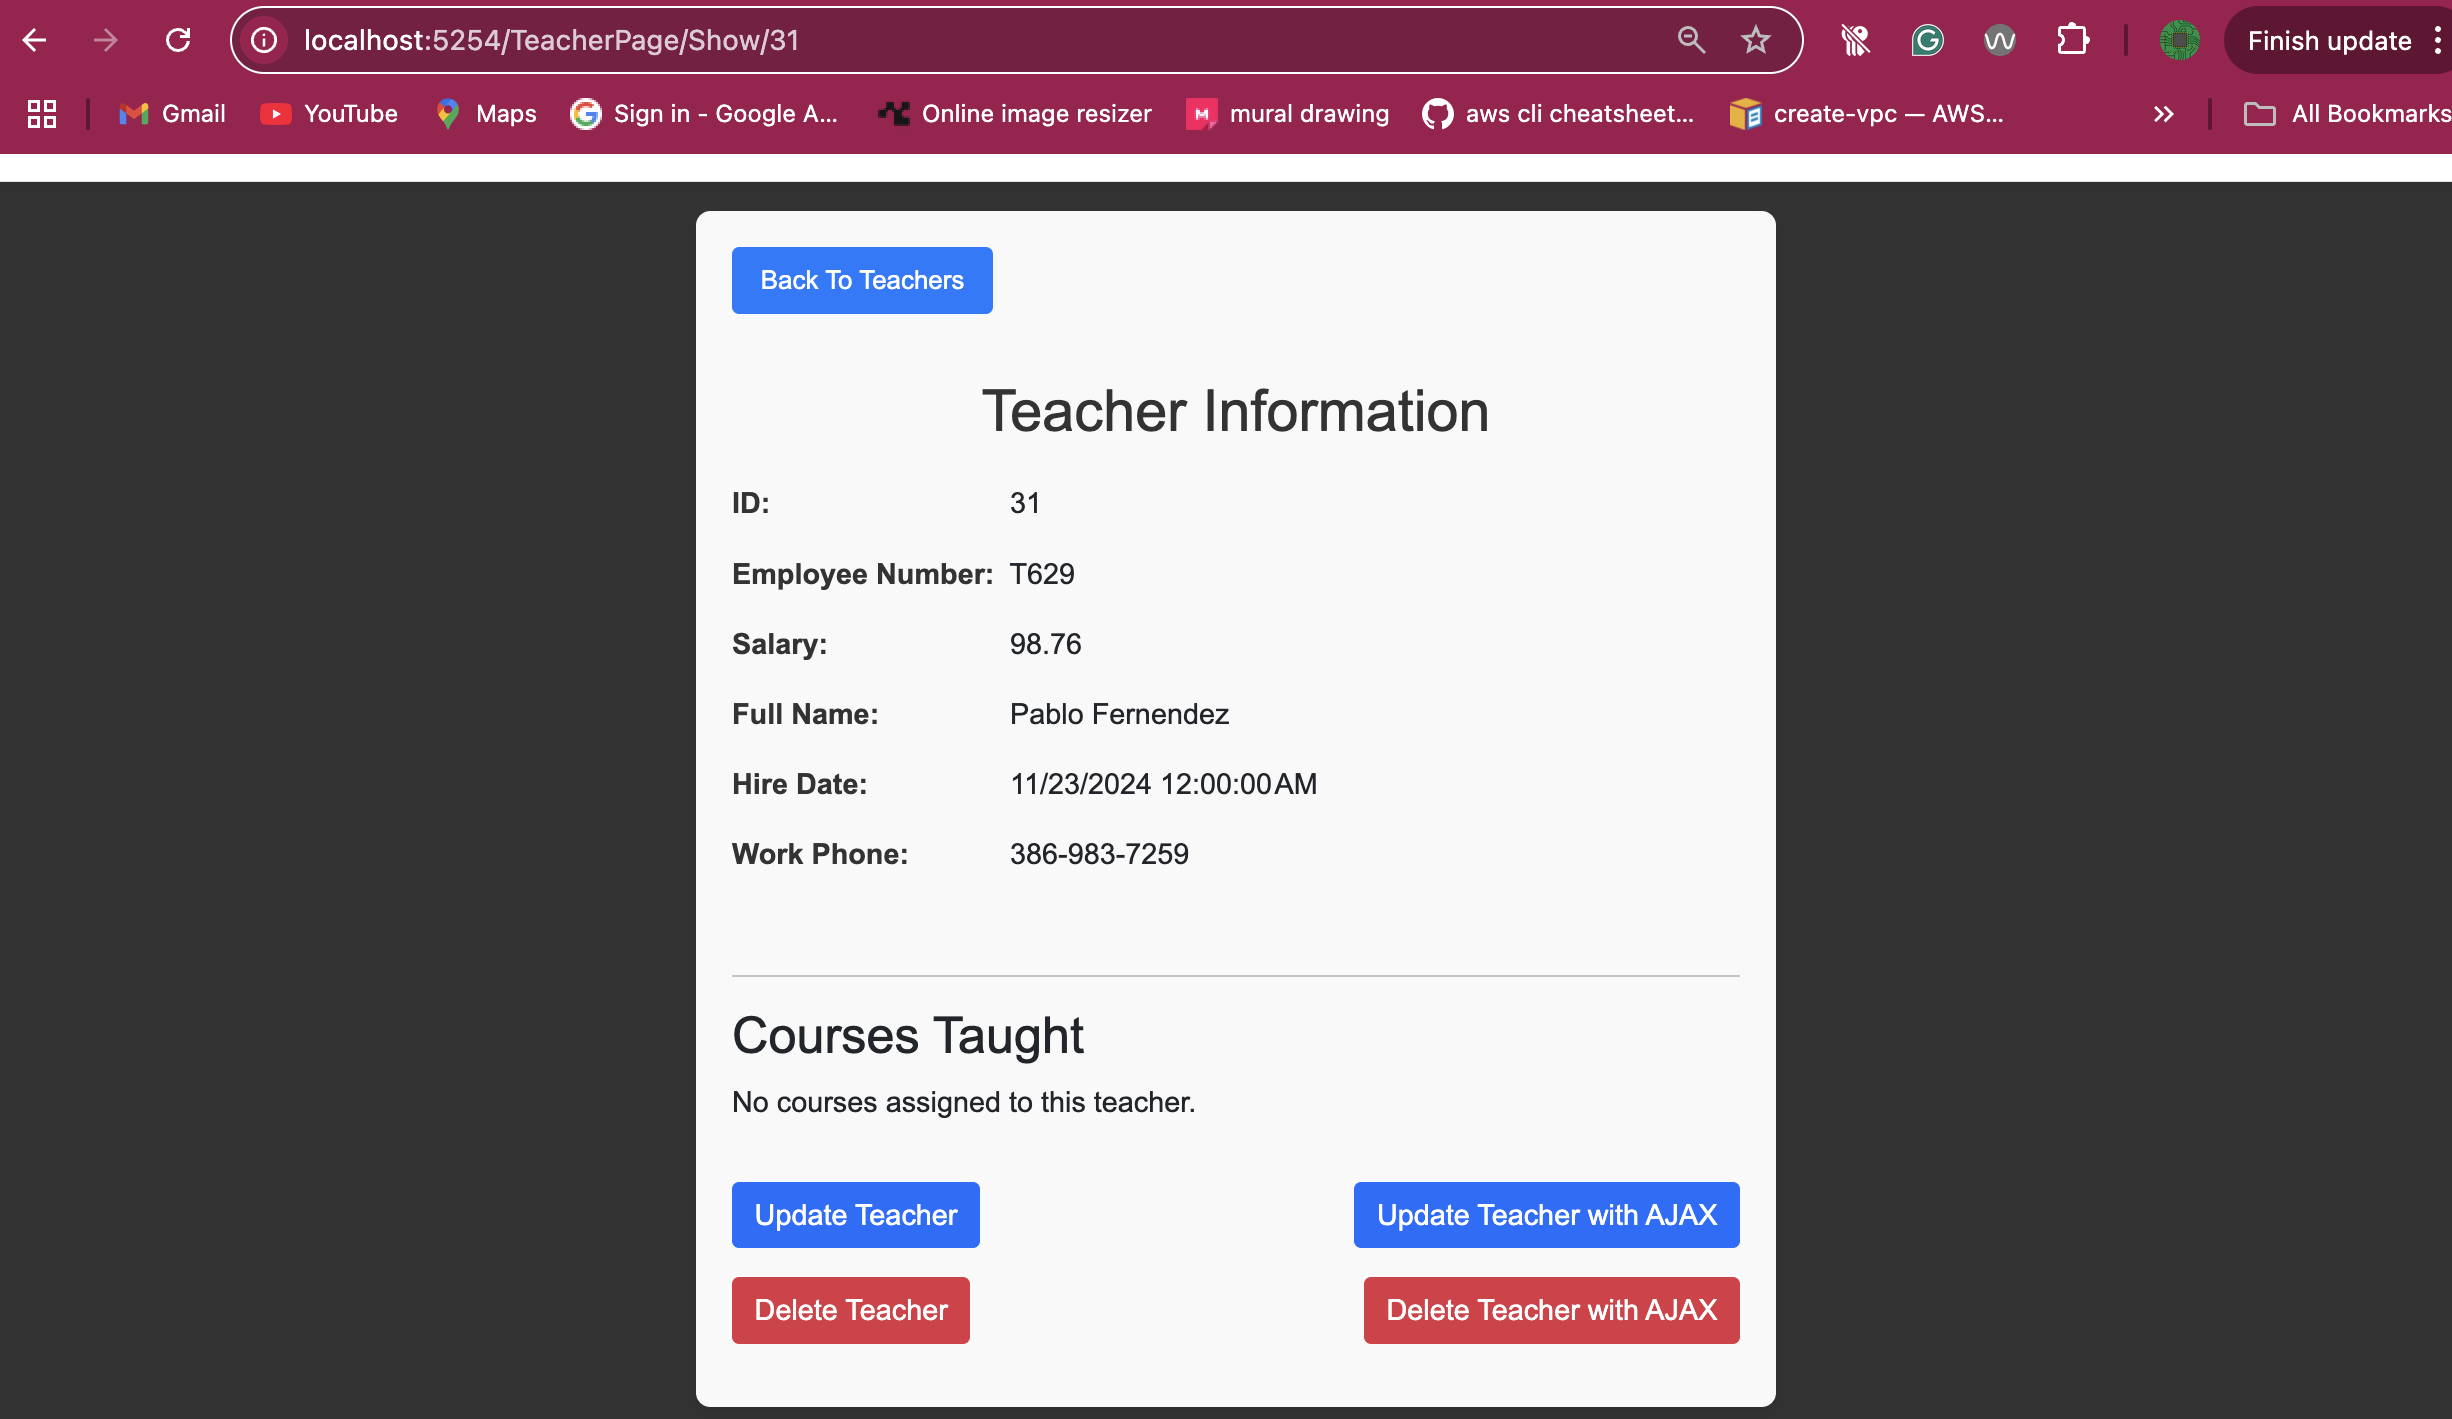 localhost:5254/TeacherPage/Show/31
Finish update
Gmail YouTube Maps Sign in - Google A... Online image resizer mural drawing aws cli cheatsheet... create-vpc — AWS... All Bookmarks
Back To Teachers
Teacher Information
ID: 31
Employee Number: T629
Salary: 98.76
Full Name: Pablo Fernendez
Hire Date: 11/23/2024 12:00:00 AM
Work Phone: 386-983-7259
Courses Taught
No courses assigned to this teacher.
Update Teacher Update Teacher with AJAX
Delete Teacher Delete Teacher with AJAX